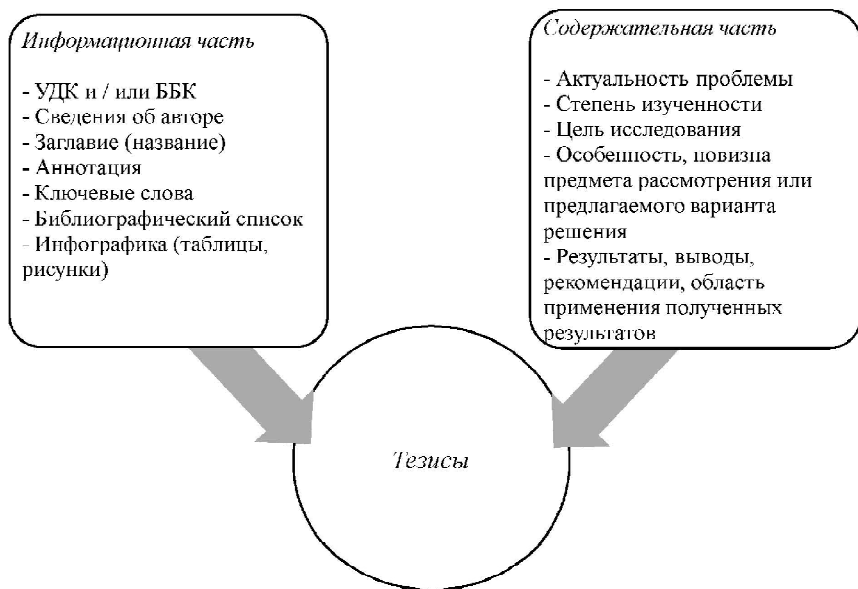 Информационная часть
- УДК и / или ББК
- Сведения об авторе
- Заглавие (название)
- Аннотация
- Ключевые слова
- Библиографический список
- Инфографика (таблицы,
рисунки)
Содержательная часть
- Актуальность проблемы
- Степень изученности
- Цель исследования
- Особенность, новизна
предмета рассмотрения или
предлагаемого варианта
решения
- Результаты, выводы,
рекомендации, область
применения полученных
результатов
Тезисы